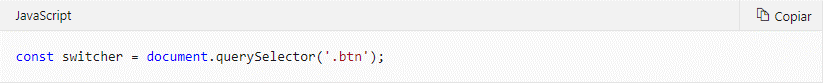 JavaScript
Copiar
const switcher = document.querySelector('.btn');